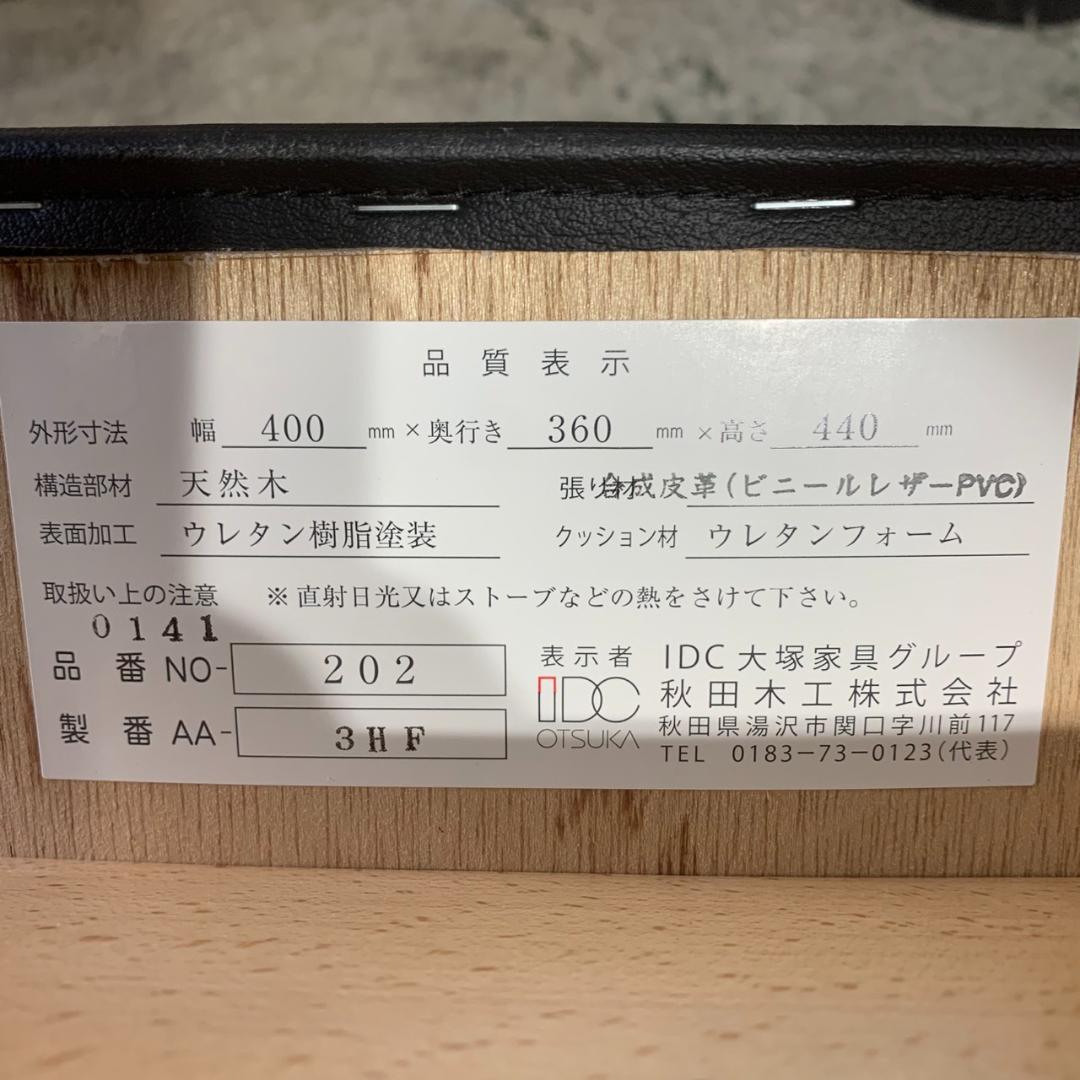 品質表示
外形寸法 幅 400 mm × 奥行き 360 mm × 高さ 440 mm
構造部材 天然木 張り材 合成皮革(ビニールレザーPVC)
表面加工 ウレタン樹脂塗装 クッション材 ウレタンフォーム
取扱い上の注意 ※直射日光又はストーブなどの熱をさけて下さい。
0141
品番 NO- 202
製番 AA- 3HF
表示者 IDC大塚家具グループ
IDC OTSUKA
秋田木工株式会社
秋田県湯沢市関口字川前117
TEL 0183-73-0123(代表)